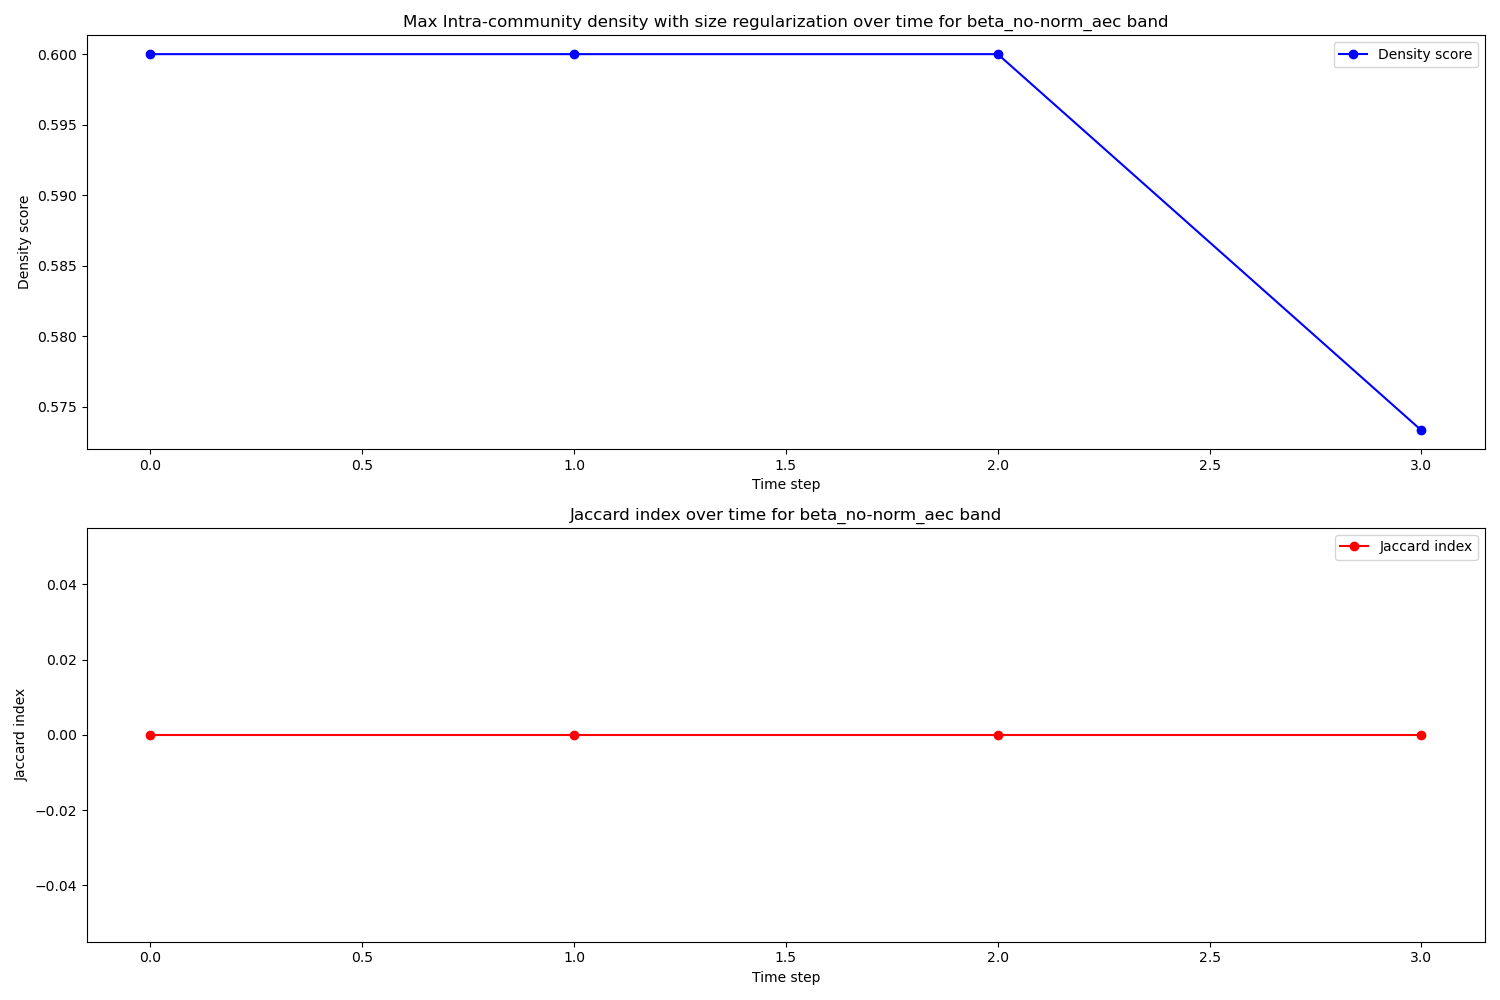 Max Intra-community density with size regularization over time for beta_no-norm_aec band
Density score
0.600
0.595
0.590
0.585
0.580
0.575
Density score
0.0 0.5 1.0 1.5 2.0 2.5 3.0
Time step
Jaccard index over time for beta_no-norm_aec band
Jaccard index
0.04
0.02
0.00
−0.02
−0.04
Jaccard index
0.0 0.5 1.0 1.5 2.0 2.5 3.0
Time step